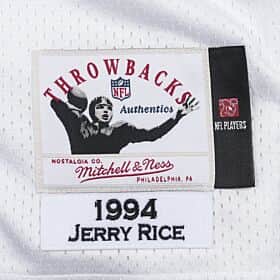 THROWBACKS
NFL
Authentics
NOSTALGIA CO.
Mitchell & Ness
PHILADELPHIA, PA
NFL PLAYERS
1994
JERRY RICE